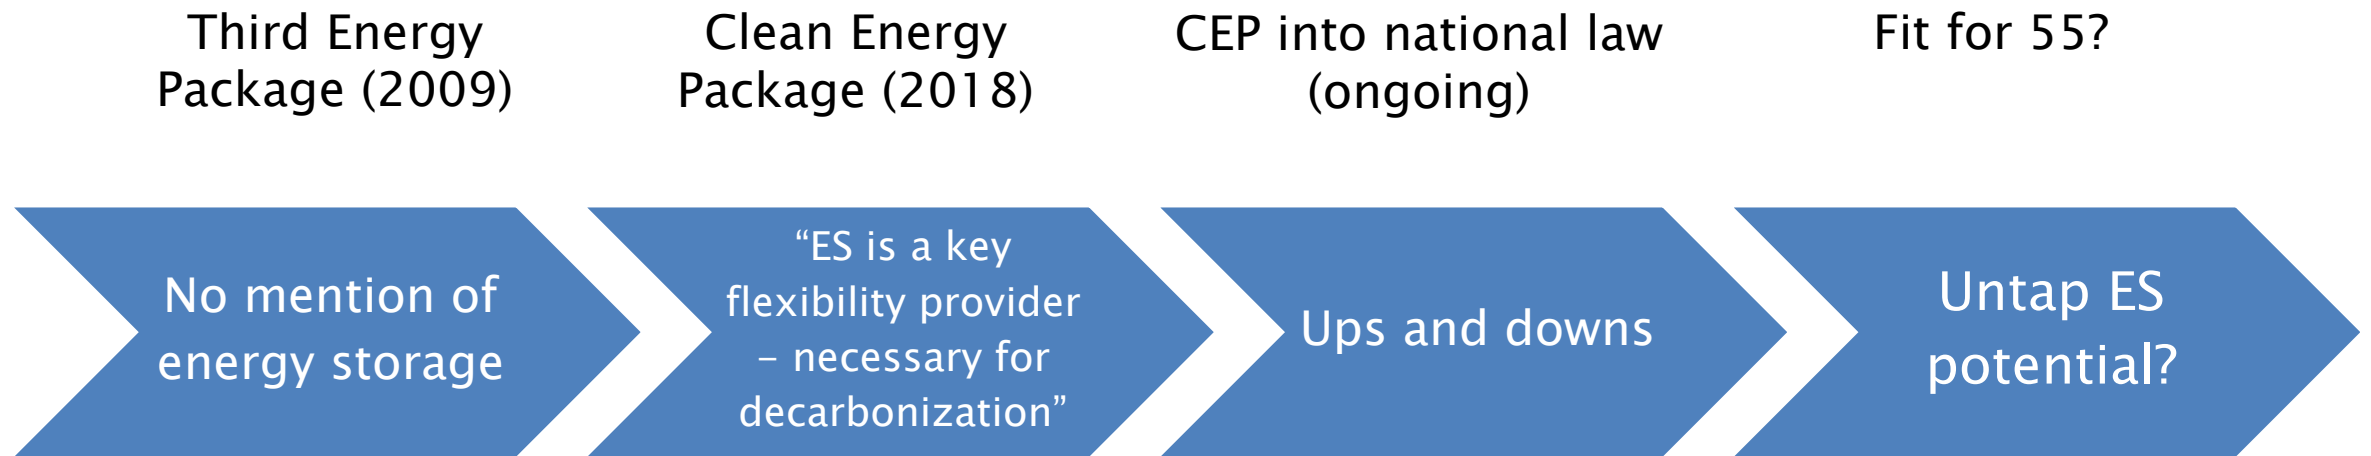 Third Energy
Package (2009)
Clean Energy
Package (2018)
CEP into national law
(ongoing)
Fit for 55?
No mention of
energy storage
“ES is a key
flexibility provider
– necessary for
decarbonization”
Ups and downs
Untap ES
potential?